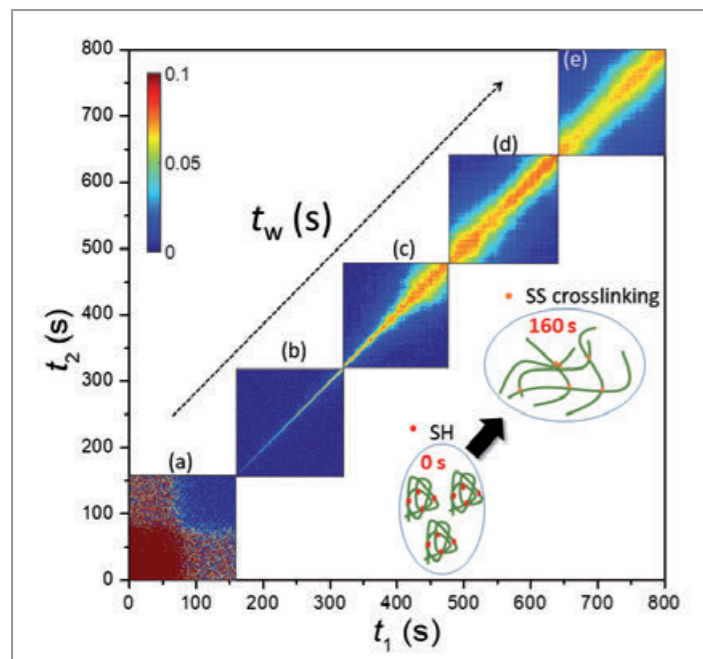 800
700
600
500
400
300
200
100
0
t₂ (s)
0.1
0.05
0
t_w (s)
(e)
(d)
(c)
(b)
(a)
SS crosslinking
160 s
SH
0 s
0 100 200 300 400 500 600 700 800
t₁ (s)